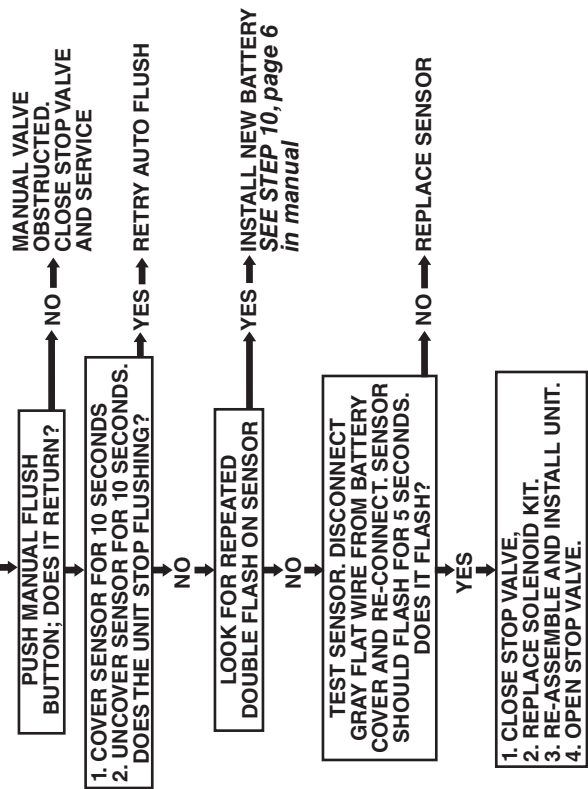 PUSH MANUAL FLUSH
BUTTON; DOES IT RETURN?
NO
MANUAL VALVE
OBSTRUCTED.
CLOSE STOP VALVE
AND SERVICE
1. COVER SENSOR FOR 10 SECONDS
2. UNCOVER SENSOR FOR 10 SECONDS.
DOES THE UNIT STOP FLUSHING?
YES
RETRY AUTO FLUSH
NO
LOOK FOR REPEATED
DOUBLE FLASH ON SENSOR
YES
INSTALL NEW BATTERY
SEE STEP 10, page 6
in manual
NO
TEST SENSOR. DISCONNECT
GRAY FLAT WIRE FROM BATTERY
COVER AND RE-CONNECT. SENSOR
SHOULD FLASH FOR 5 SECONDS.
DOES IT FLASH?
NO
REPLACE SENSOR
YES
1. CLOSE STOP VALVE,
2. REPLACE SOLENOID KIT.
3. RE-ASSEMBLE AND INSTALL UNIT.
4. OPEN STOP VALVE.